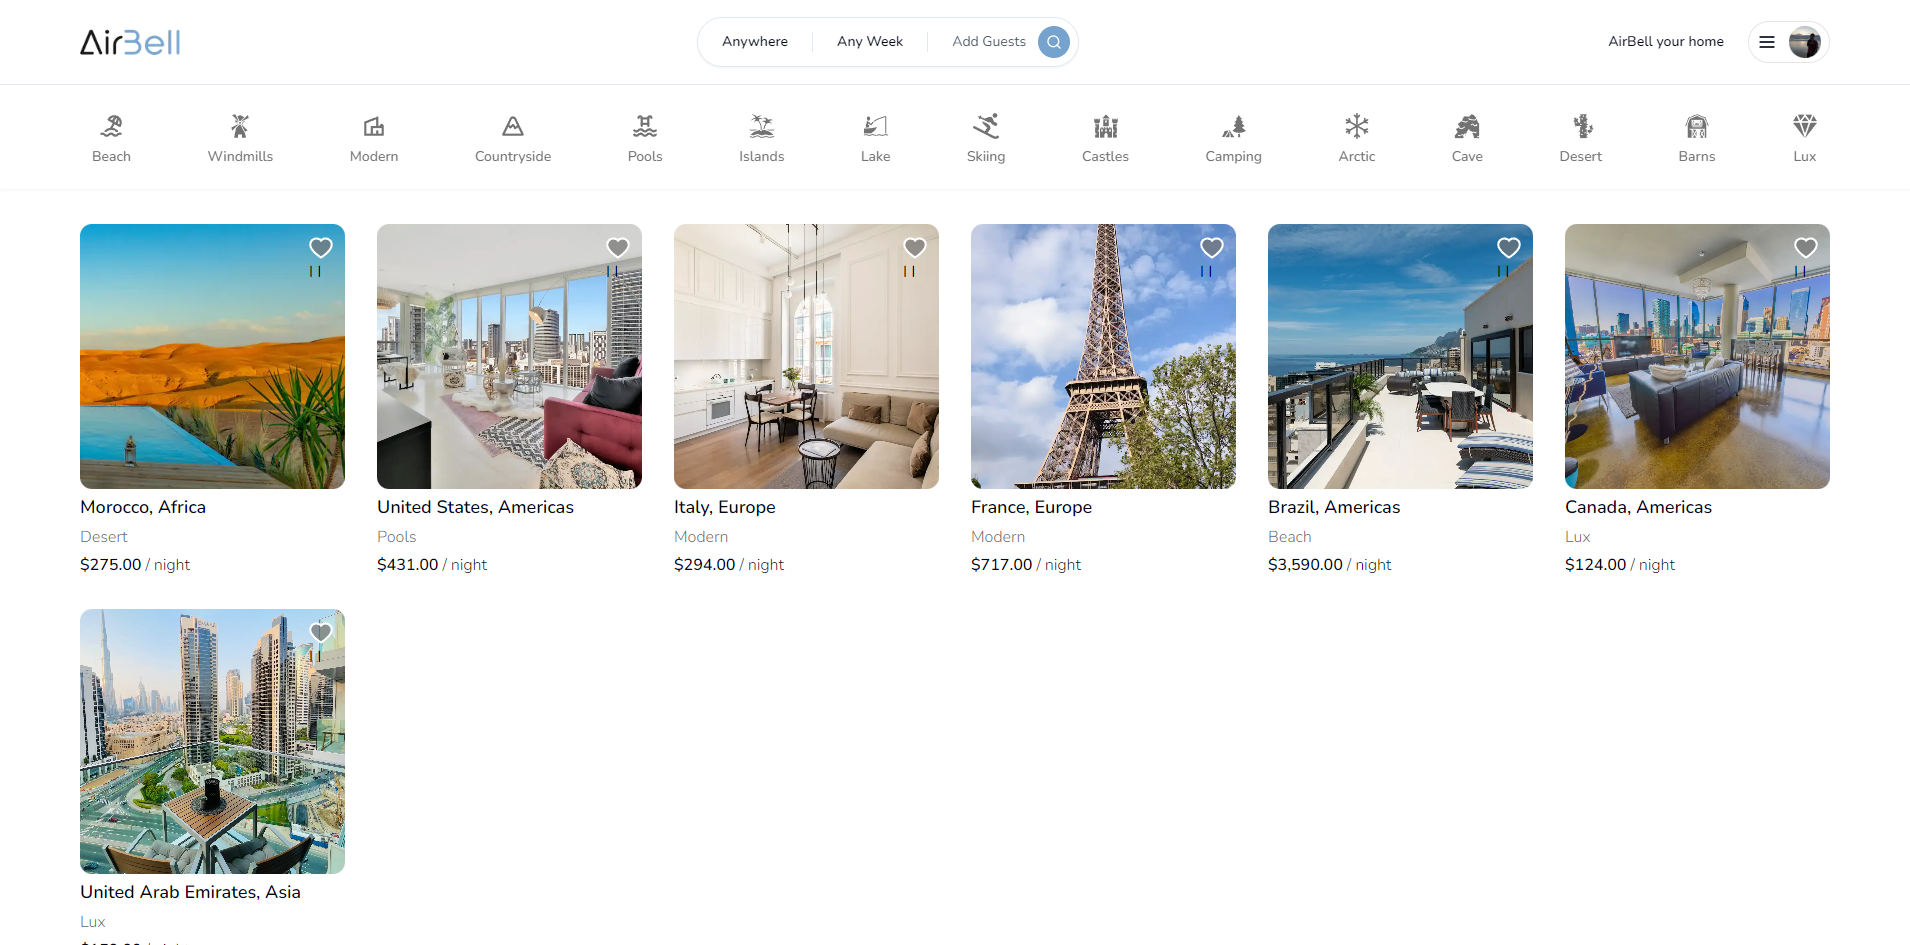 AirBell
Anywhere
Any Week
Add Guests
AirBell your home
Beach
Windmills
Modern
Countryside
Pools
Islands
Lake
Skiing
Castles
Camping
Arctic
Cave
Desert
Barns
Lux
Morocco, Africa
Desert
$275.00 / night
United States, Americas
Pools
$431.00 / night
Italy, Europe
Modern
$294.00 / night
France, Europe
Modern
$717.00 / night
Brazil, Americas
Beach
$3,590.00 / night
Canada, Americas
Lux
$124.00 / night
United Arab Emirates, Asia
Lux